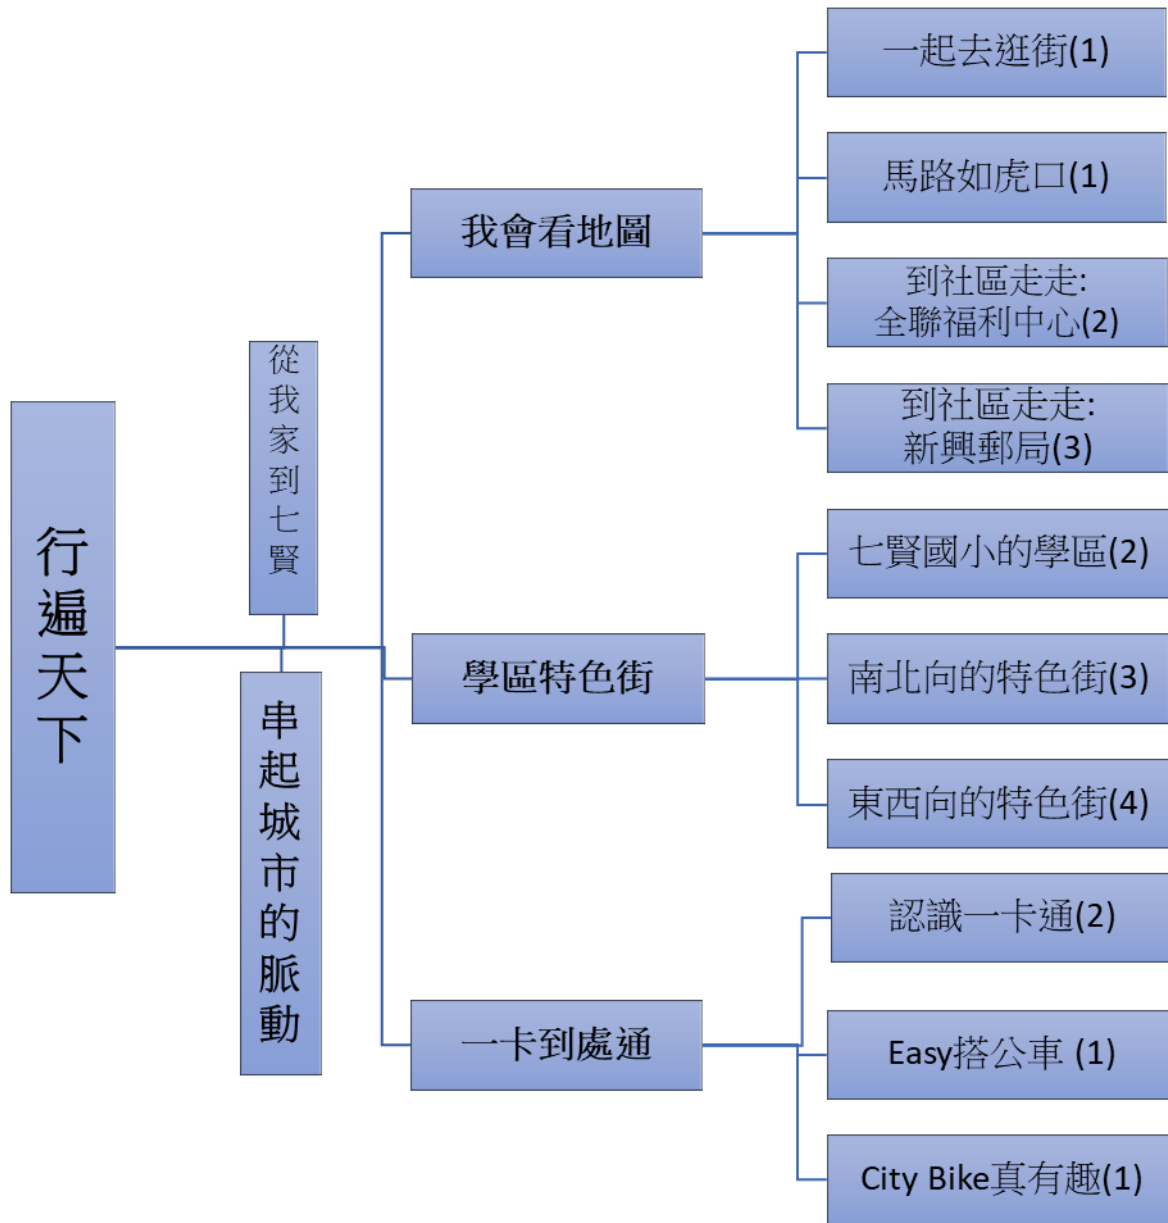 行遍天下
從我家到七賢
串起城市的脈動
我會看地圖
一起去逛街(1)
馬路如虎口(1)
到社區走走:
全聯福利中心(2)
到社區走走:
新興郵局(3)
學區特色街
七賢國小的學區(2)
南北向的特色街(3)
東西向的特色街(4)
一卡到處通
認識一卡通(2)
Easy搭公車 (1)
City Bike真有趣(1)